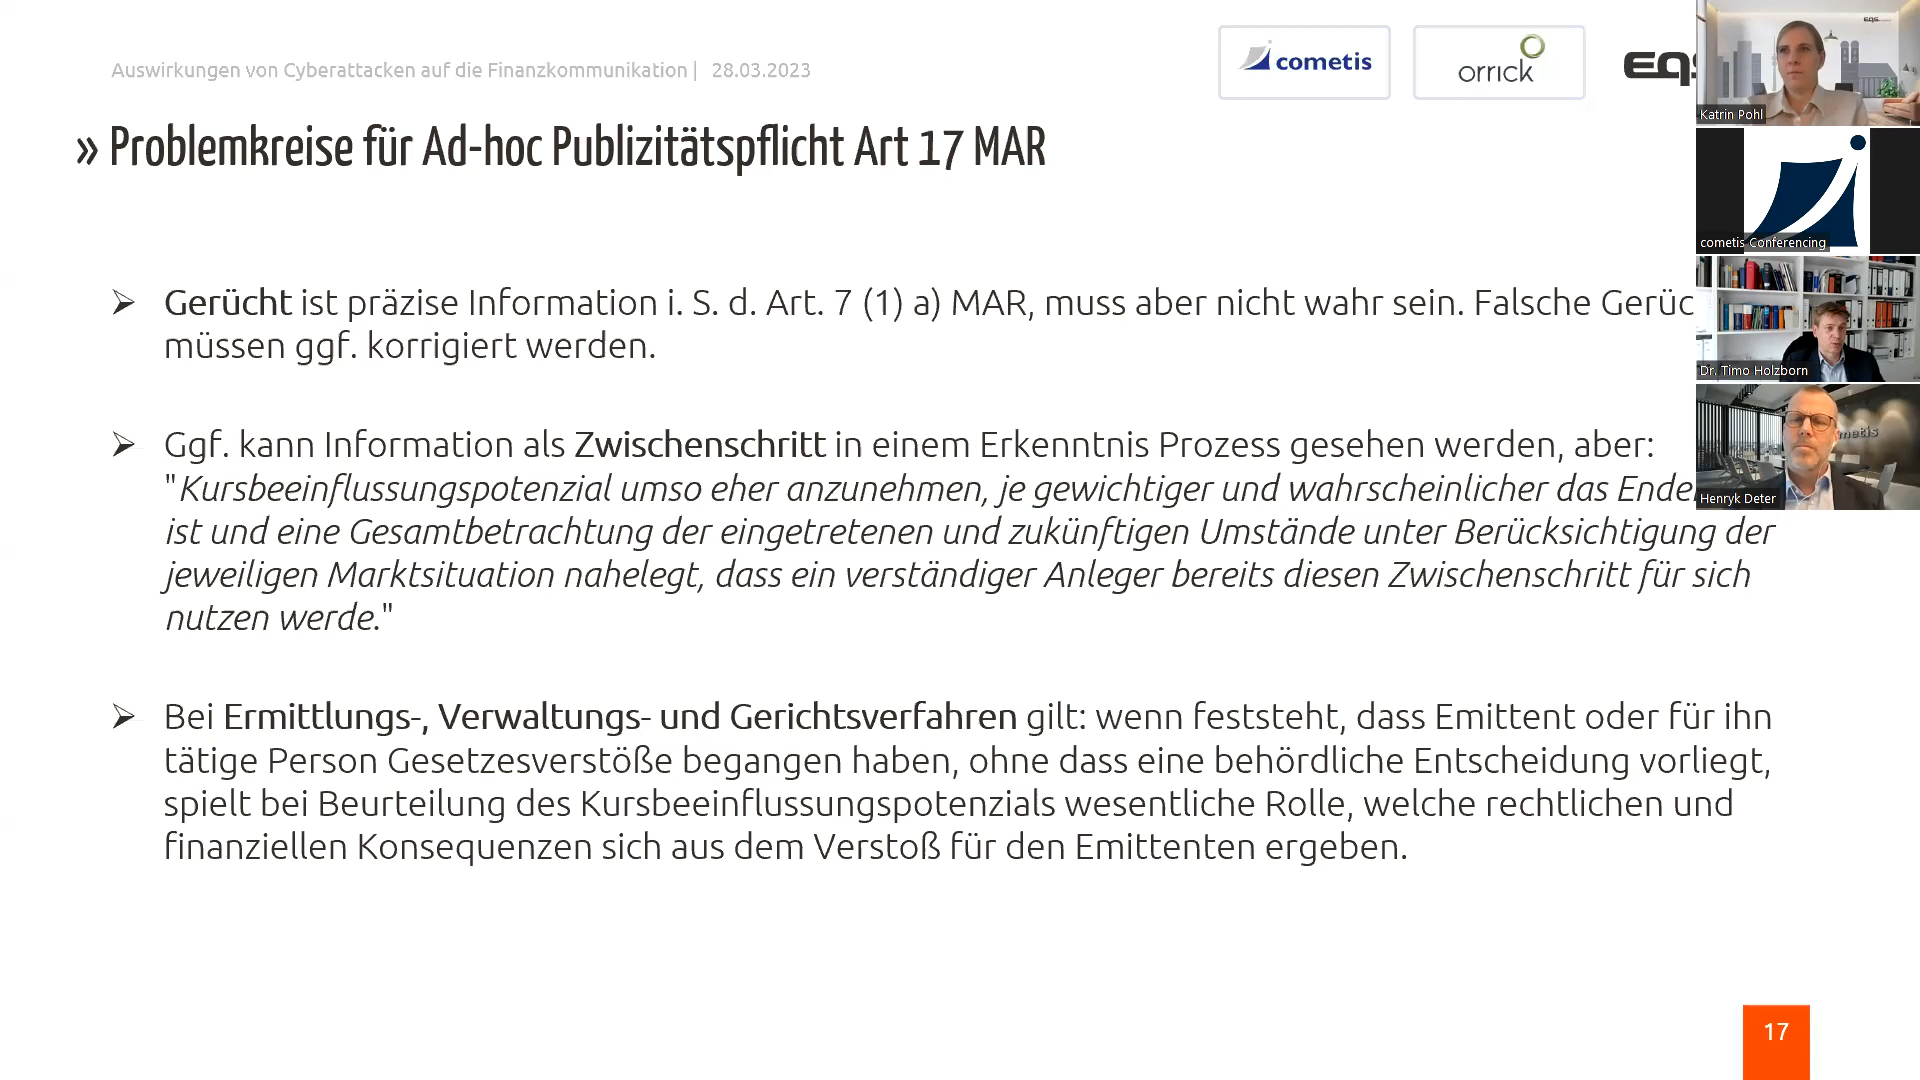 Auswirkungen von Cyberattacken auf die Finanzkommunikation | 28.03.2023
cometis
orrick
EQS
Katrin Pohl
» Problemkreise für Ad-hoc Publizitätspflicht Art 17 MAR
cometis Conferencing
➢ Gerücht ist präzise Information i. S. d. Art. 7 (1) a) MAR, muss aber nicht wahr sein. Falsche Gerüc
müssen ggf. korrigiert werden.
Dr. Timo Holzborn
➢ Ggf. kann Information als Zwischenschritt in einem Erkenntnis Prozess gesehen werden, aber:
"Kursbeeinflussungspotenzial umso eher anzunehmen, je gewichtiger und wahrscheinlicher das Ende
Henryk Deter
ist und eine Gesamtbetrachtung der eingetretenen und zukünftigen Umstände unter Berücksichtigung der
jeweiligen Marktsituation nahelegt, dass ein verständiger Anleger bereits diesen Zwischenschritt für sich
nutzen werde."
➢ Bei Ermittlungs-, Verwaltungs- und Gerichtsverfahren gilt: wenn feststeht, dass Emittent oder für ihn
tätige Person Gesetzesverstöße begangen haben, ohne dass eine behördliche Entscheidung vorliegt,
spielt bei Beurteilung des Kursbeeinflussungspotenzials wesentliche Rolle, welche rechtlichen und
finanziellen Konsequenzen sich aus dem Verstoß für den Emittenten ergeben.
17